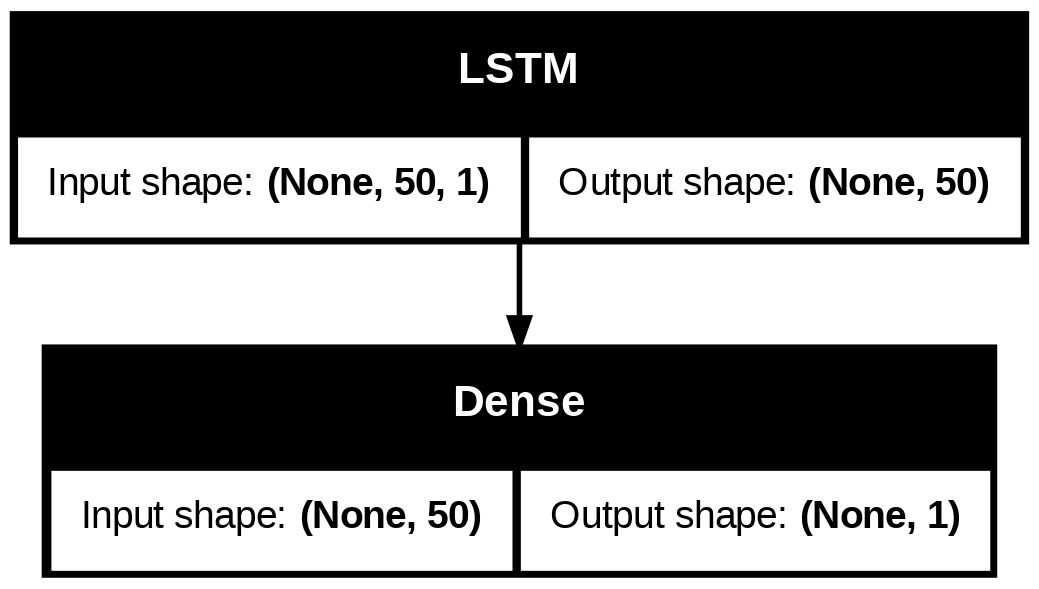 LSTM
Input shape: (None, 50, 1) Output shape: (None, 50)
Dense
Input shape: (None, 50) Output shape: (None, 1)